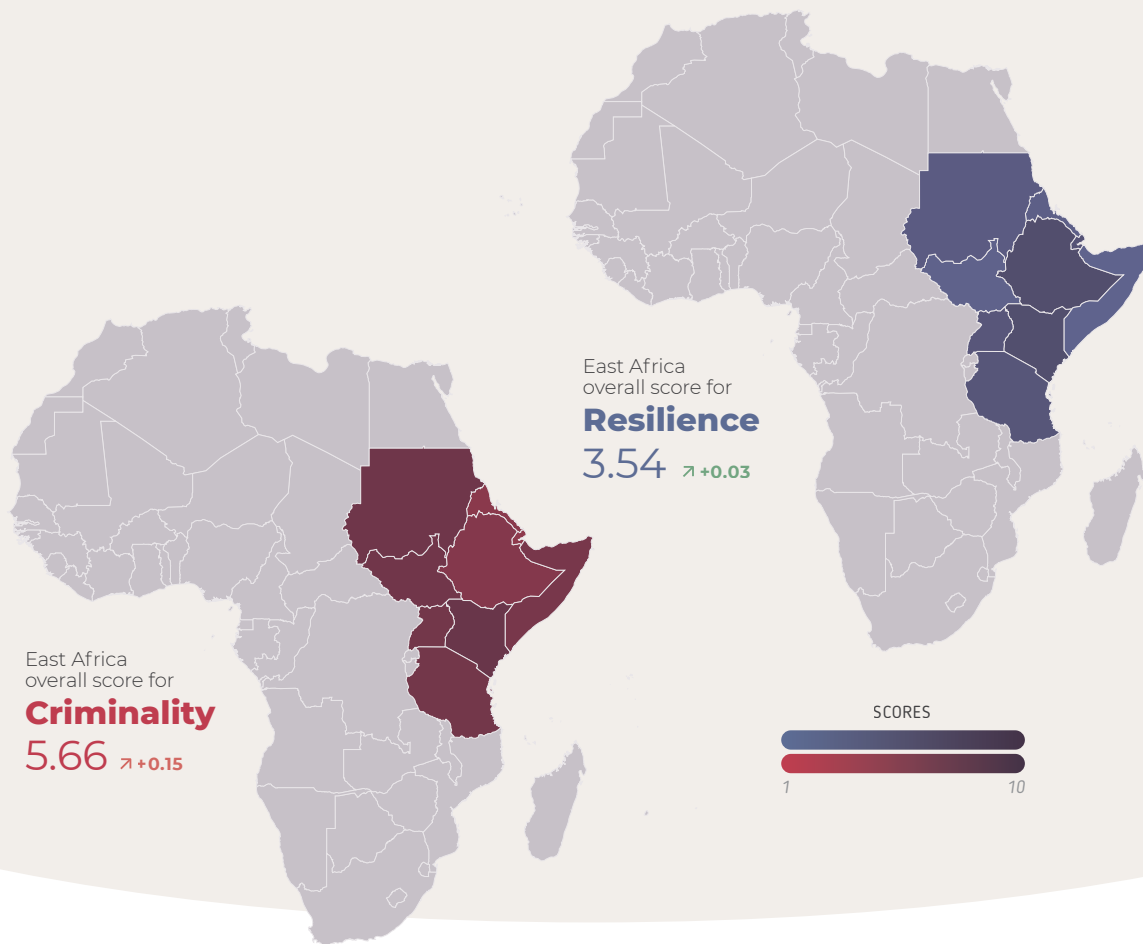 East Africa
overall score for
Resilience
3.54 ↗ +0.03
East Africa
overall score for
Criminality
5.66 ↗ +0.15
SCORES
1 10